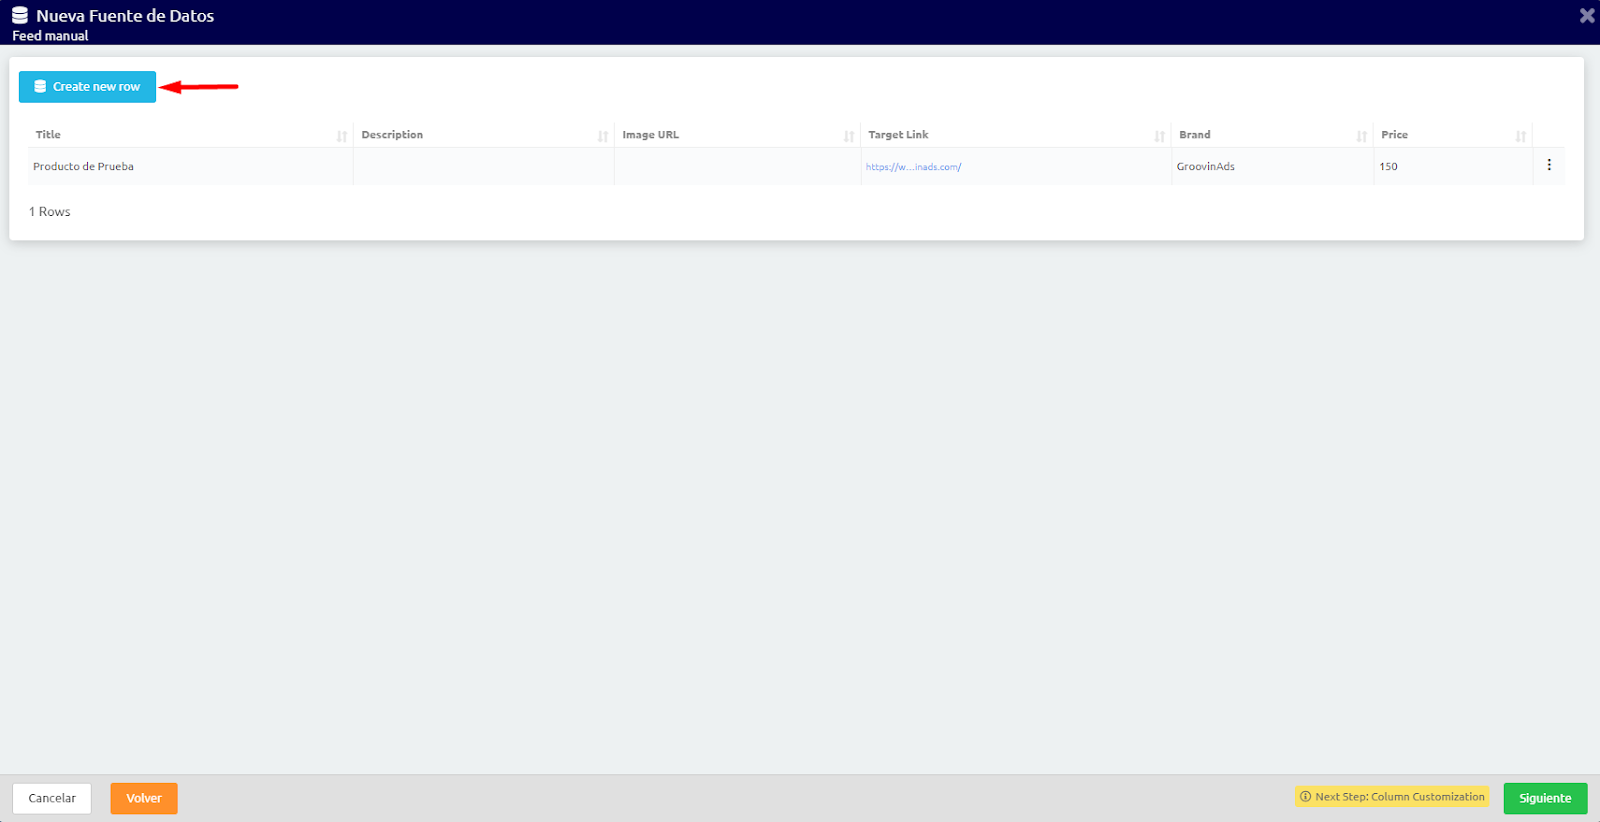 Nueva Fuente de Datos
Feed manual
Create new row
Title Description Image URL Target Link Brand Price
Producto de Prueba https://w...inads.com/ GroovinAds 150
1 Rows
Cancelar Volver Next Step: Column Customization Siguiente